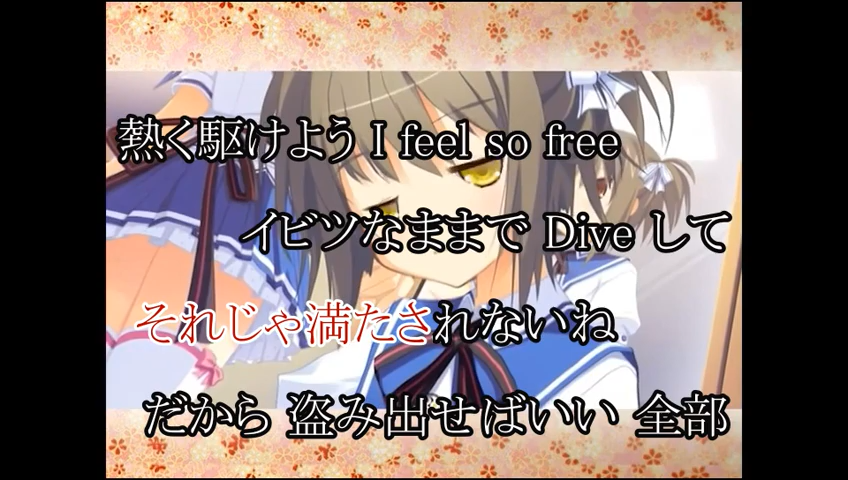 熱く駆けよう I feel so free
イビツなままで Dive して
それじゃ満たされないね
だから 盗み出せばいい 全部